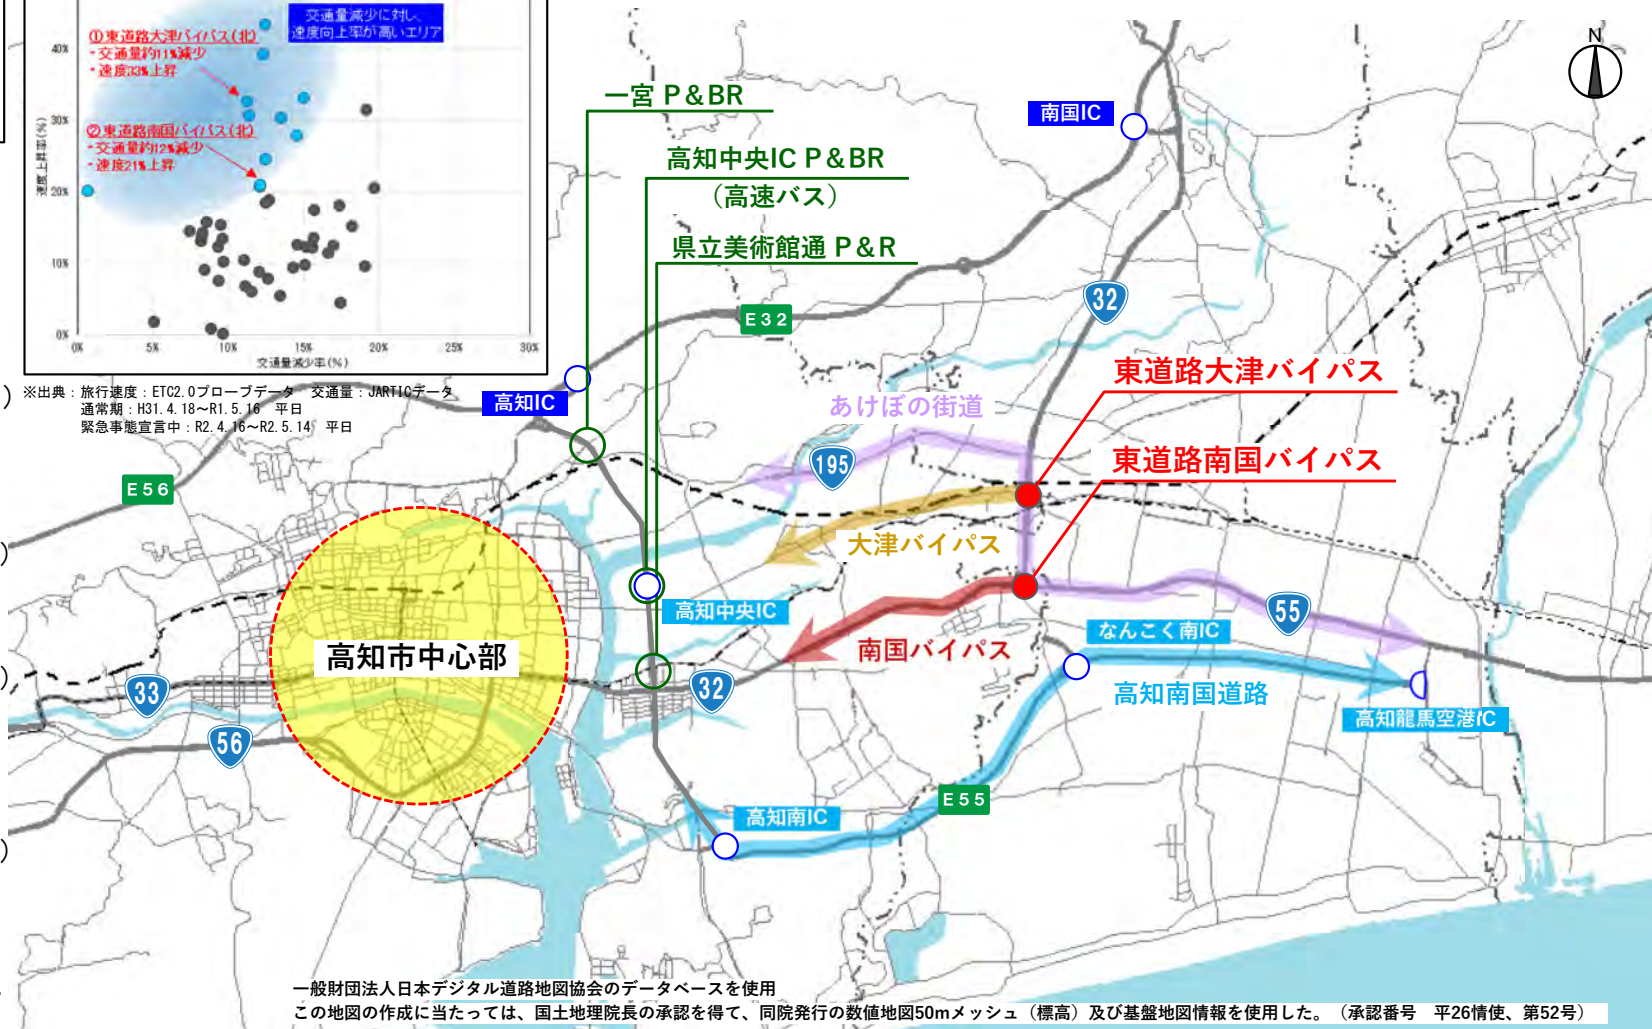 交通量減少に対し、
速度向上率が高いエリア
①東道路大津バイパス(北)
・交通量約11%減少
・速度33%上昇
②東道路南国バイパス(北)
・交通量約12%減少
・速度21%上昇
速度上昇率(%)
40%
30%
20%
10%
0%
0%
5%
10%
15%
20%
25%
30%
交通量減少率(%)
※出典：旅行速度：ETC2.0プローブデータ　交通量：JARTICデータ
通常期：H31.4.18～R1.5.16　平日
緊急事態宣言中：R2.4.16～R2.5.14　平日
)
)
)
)
N
一宮 P&BR
高知中央IC P&BR
（高速バス）
県立美術館通 P&R
南国IC
32
E32
高知IC
東道路大津バイパス
あけぼの街道
195
東道路南国バイパス
E56
大津バイパス
高知中央IC
55
なんこく南IC
高知市中心部
南国バイパス
33
32
高知南国道路
高知龍馬空港IC
56
E55
高知南IC
一般財団法人日本デジタル道路地図協会のデータベースを使用
この地図の作成に当たっては、国土地理院長の承認を得て、同院発行の数値地図50mメッシュ（標高）及び基盤地図情報を使用した。（承認番号　平26情使、第52号）